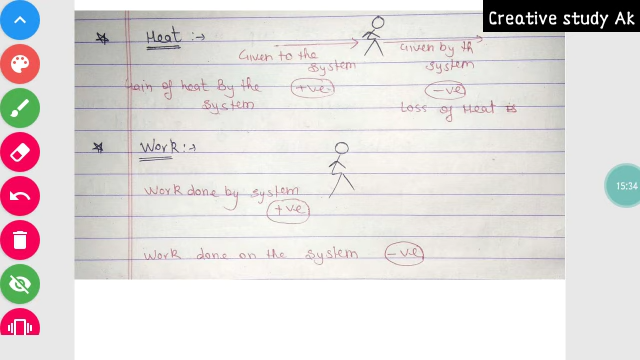 Creative study Ak
* Heat :→
Given to the system
Given by th system
Gain of heat By the system
+ve
-ve
Loss of Heat is
* Work :→
Work done by system
+ve
Work done on the system -ve
15:34